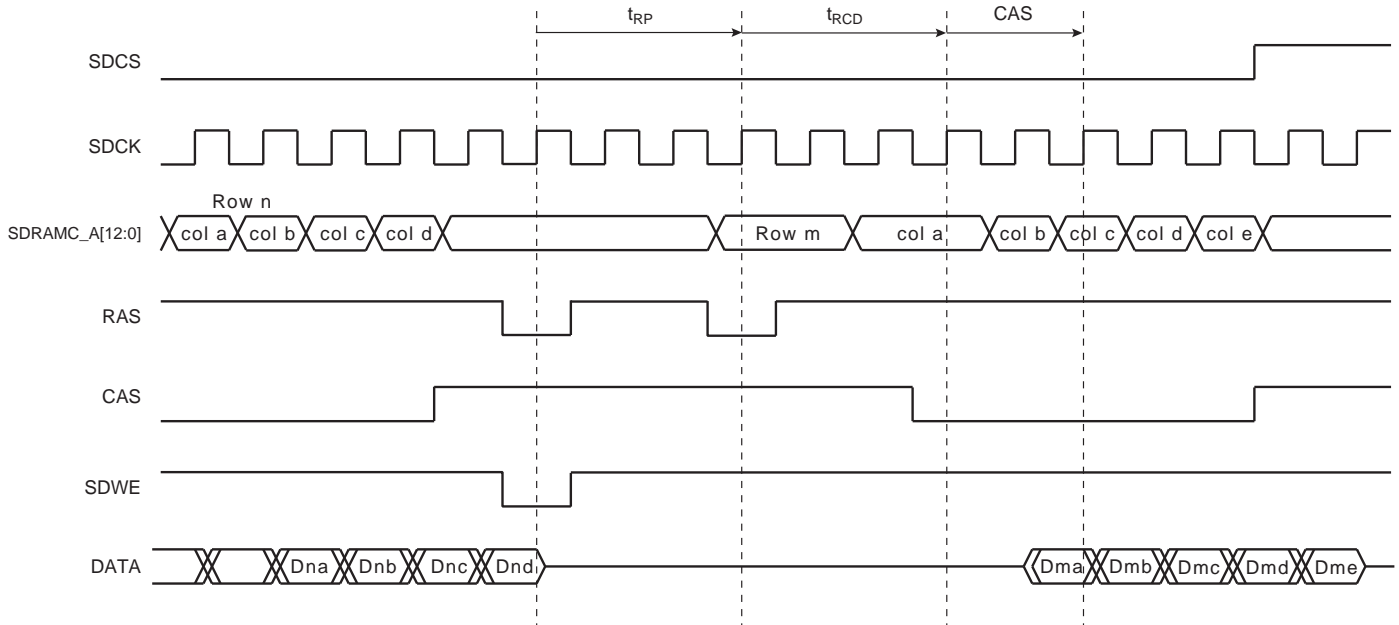 tRP tRCD CAS
SDCS
SDCK
Row n
SDRAMC_A[12:0] col a col b col c col d Row m col a col b col c col d col e
RAS
CAS
SDWE
DATA Dna Dnb Dnc Dnd Dma Dmb Dmc Dmd Dme